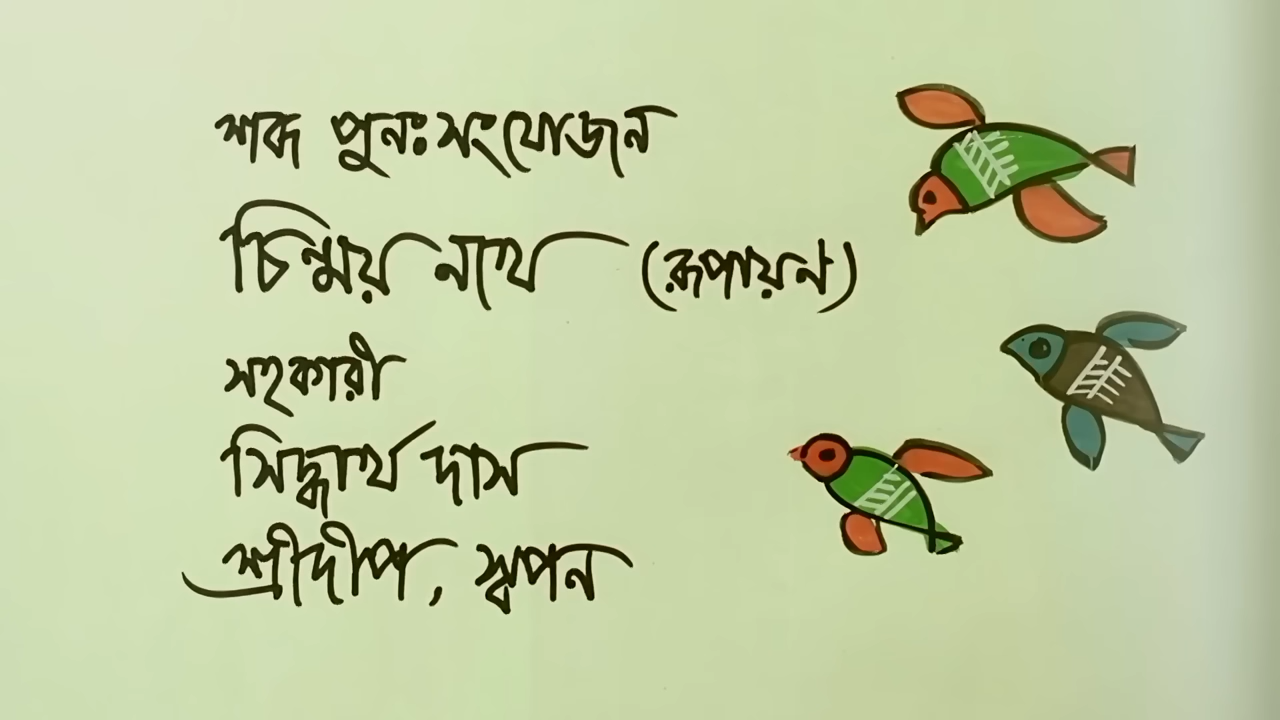 শব্দ পুনঃসংযোজন
চিন্ময় নাথ (রূপায়ন)
সহকারী
সিদ্ধার্থ দাস
শ্রীদীপ, স্বপন